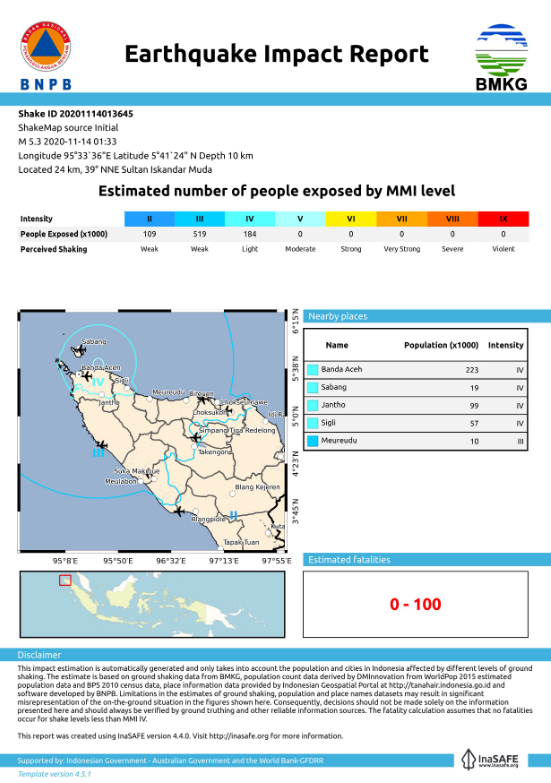 Earthquake Impact Report
BNPB
BMKG
Shake ID 20201114013645
ShakeMap source Initial
M 5.3 2020-11-14 01:33
Longitude 95°33´36"E Latitude 5°41´24" N Depth 10 km
Located 24 km, 39° NNE Sultan Iskandar Muda
Estimated number of people exposed by MMI level
Intensity II III IV V VI VII VIII IX
People Exposed (x1000) 109 519 184 0 0 0 0 0
Perceived Shaking Weak Weak Light Moderate Strong Very Strong Severe Violent
Nearby places
Name Population (x1000) Intensity
Banda Aceh 223 IV
Sabang 19 IV
Jantho 99 IV
Sigli 57 IV
Meureudu 10 III
Sabang
Banda Aceh
IV
Sigli
Jantho
Meureudu
Bireuen
Simpang Tiga Redelong
Takengon
III
Suka Makmue
Meulaboh
Blang Kejeren
Blangpidie
II
Tapak Tuan
6°15'N
5°38'N
5°0'N
4°23'N
3°45'N
95°8'E 95°50'E 96°32'E 97°13'E 97°55'E
Estimated fatalities
0 - 100
Disclaimer
This impact estimation is automatically generated and only takes into account the population and cities in Indonesia affected by different levels of ground
shaking. The estimate is based on ground shaking data from BMKG, population count data derived by DMInnovation from WorldPop 2015 estimated
population data and BPS 2010 census data, place information data provided by Indonesian Geospatial Portal at http://tanahair.indonesia.go.id and
software developed by BNPB. Limitations in the estimates of ground shaking, population and place names datasets may result in significant
misrepresentation of the on-the-ground situation in the figures shown here. Consequently, decisions should not be made solely on the information
presented here and should always be verified by ground truthing and other reliable information sources. The fatality calculation assumes that no fatalities
occur for shake levels less than MMI IV.
This report was created using InaSAFE version 4.4.0. Visit http://inasafe.org for more information.
Supported by: Indonesian Government - Australian Government and the World Bank-GFDRR
InaSAFE
www.inasafe.org
Template version 4.5.1